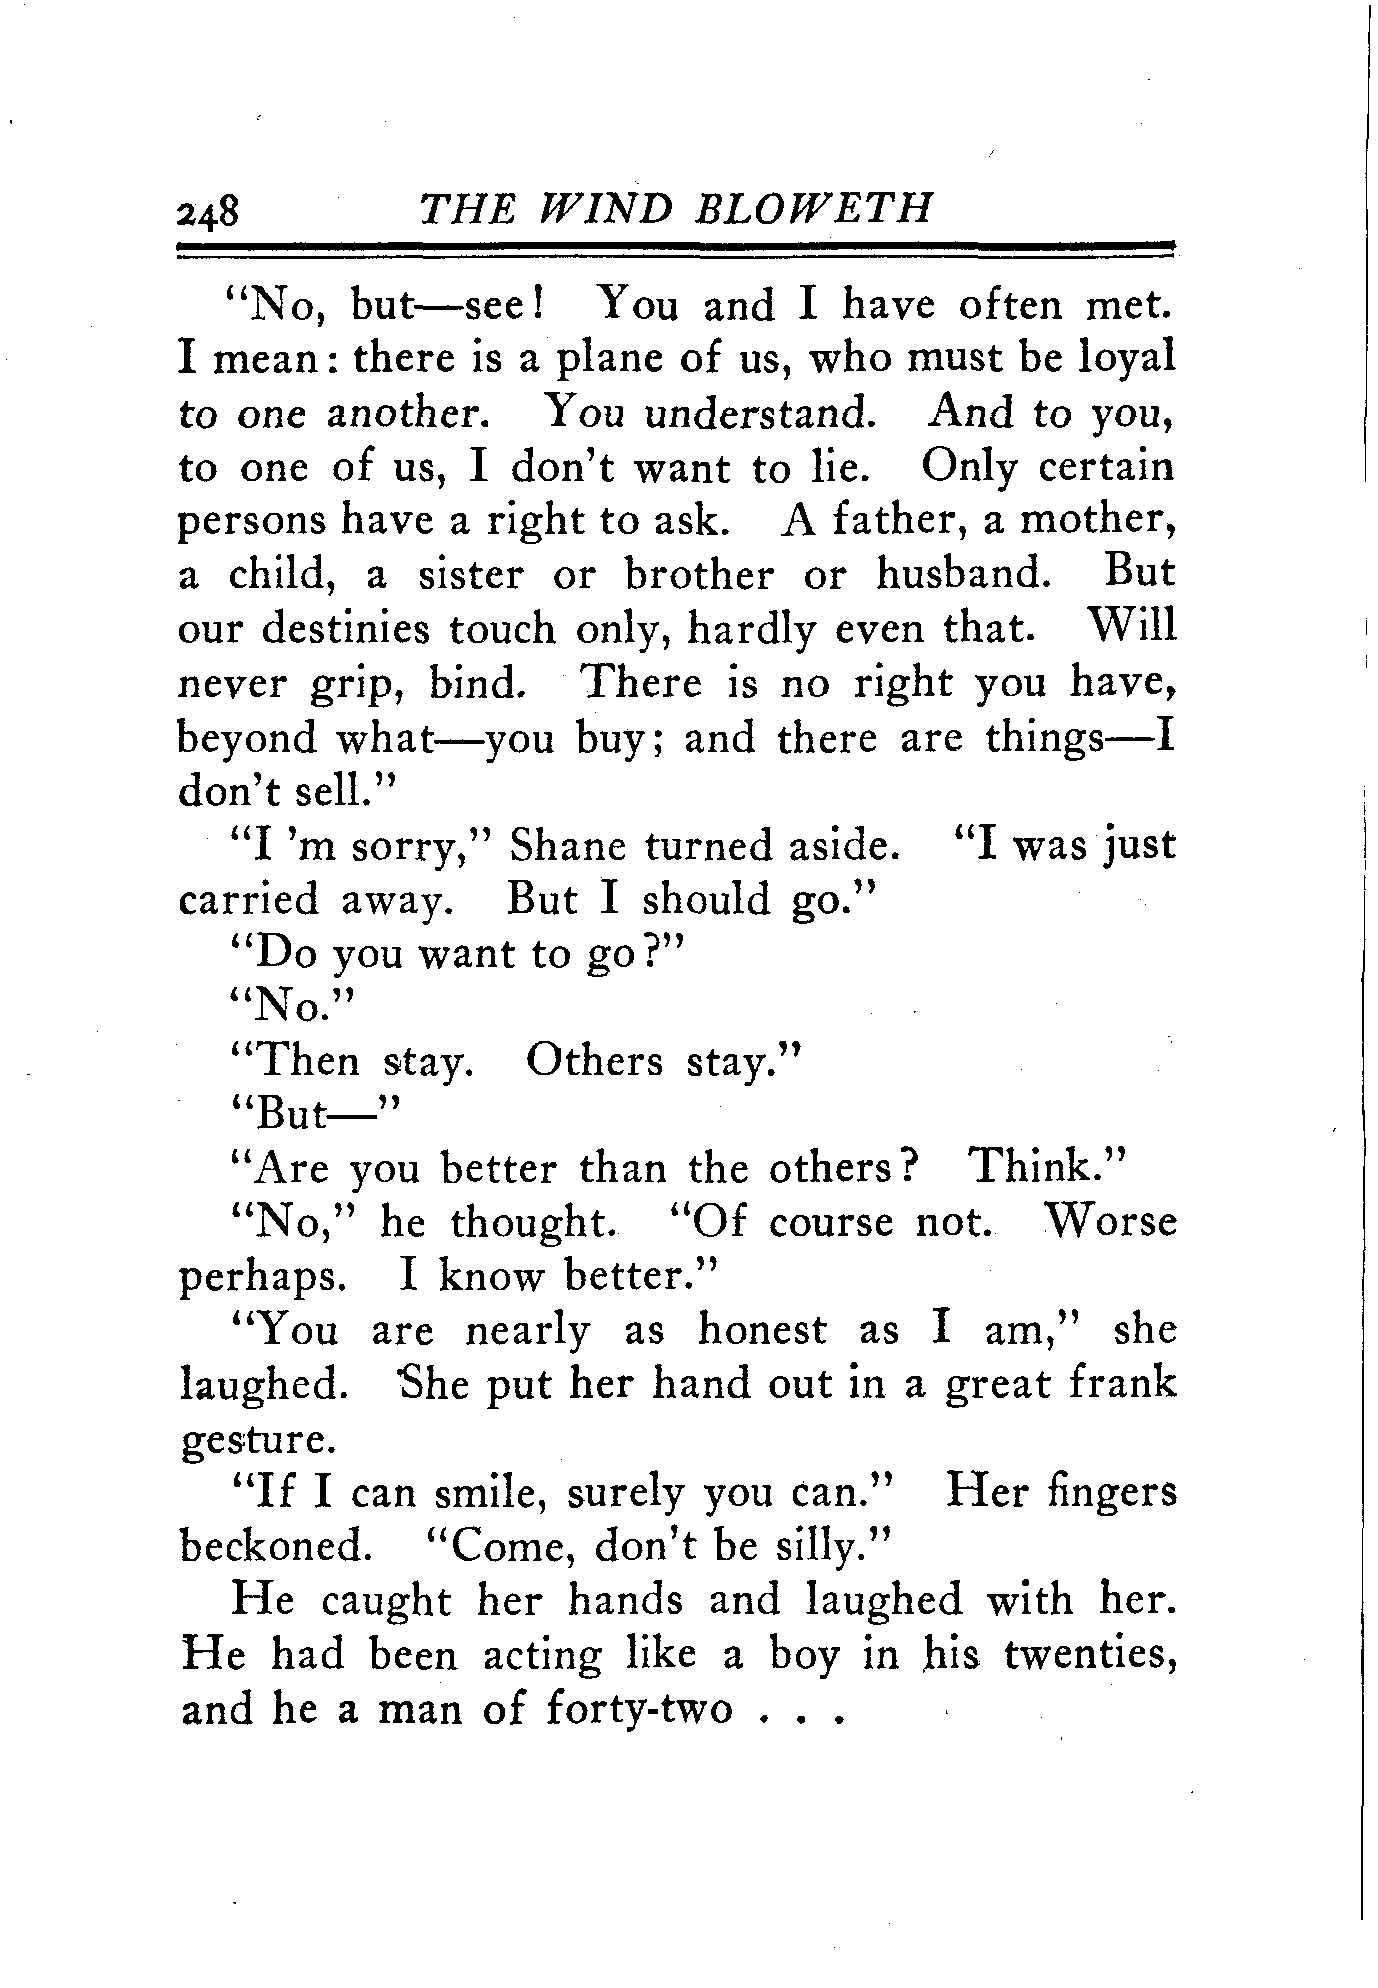 248 THE WIND BLOWETH
"No, but—see! You and I have often met.
I mean: there is a plane of us, who must be loyal
to one another. You understand. And to you,
to one of us, I don't want to lie. Only certain
persons have a right to ask. A father, a mother,
a child, a sister or brother or husband. But
our destinies touch only, hardly even that. Will
never grip, bind. There is no right you have,
beyond what—you buy; and there are things—I
don't sell."
"I 'm sorry," Shane turned aside. "I was just
carried away. But I should go."
"Do you want to go?"
"No."
"Then stay. Others stay."
"But—"
"Are you better than the others? Think."
"No," he thought. "Of course not. Worse
perhaps. I know better."
"You are nearly as honest as I am," she
laughed. She put her hand out in a great frank
gesture.
"If I can smile, surely you can." Her fingers
beckoned. "Come, don't be silly."
He caught her hands and laughed with her.
He had been acting like a boy in his twenties,
and he a man of forty-two . . .